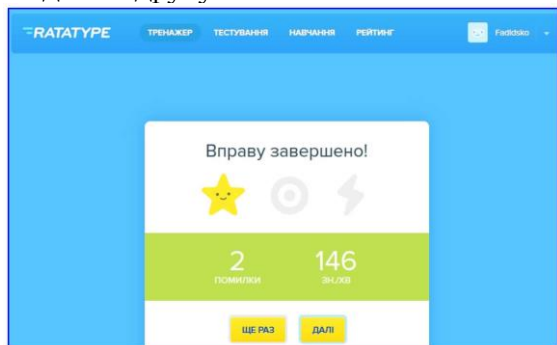 RATATYPE ТРЕНАЖЕР ТЕСТУВАННЯ НАВЧАННЯ РЕЙТИНГ Fadidsko
Вправу завершено!
2 146
ПОМИЛКИ ЗН./ХВ
ЩЕ РАЗ ДАЛІ